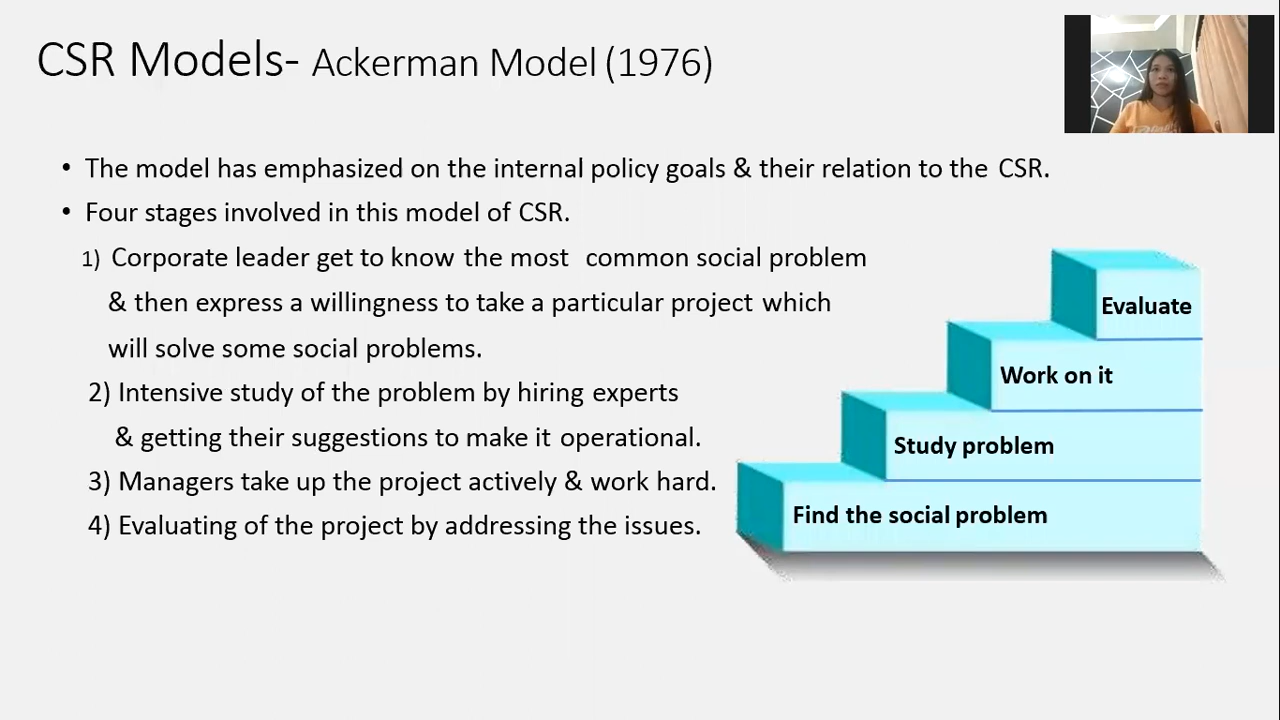 CSR Models- Ackerman Model (1976)
• The model has emphasized on the internal policy goals & their relation to the CSR.
• Four stages involved in this model of CSR.
1) Corporate leader get to know the most common social problem
& then express a willingness to take a particular project which
will solve some social problems.
2) Intensive study of the problem by hiring experts
& getting their suggestions to make it operational.
3) Managers take up the project actively & work hard.
4) Evaluating of the project by addressing the issues.
Evaluate
Work on it
Study problem
Find the social problem